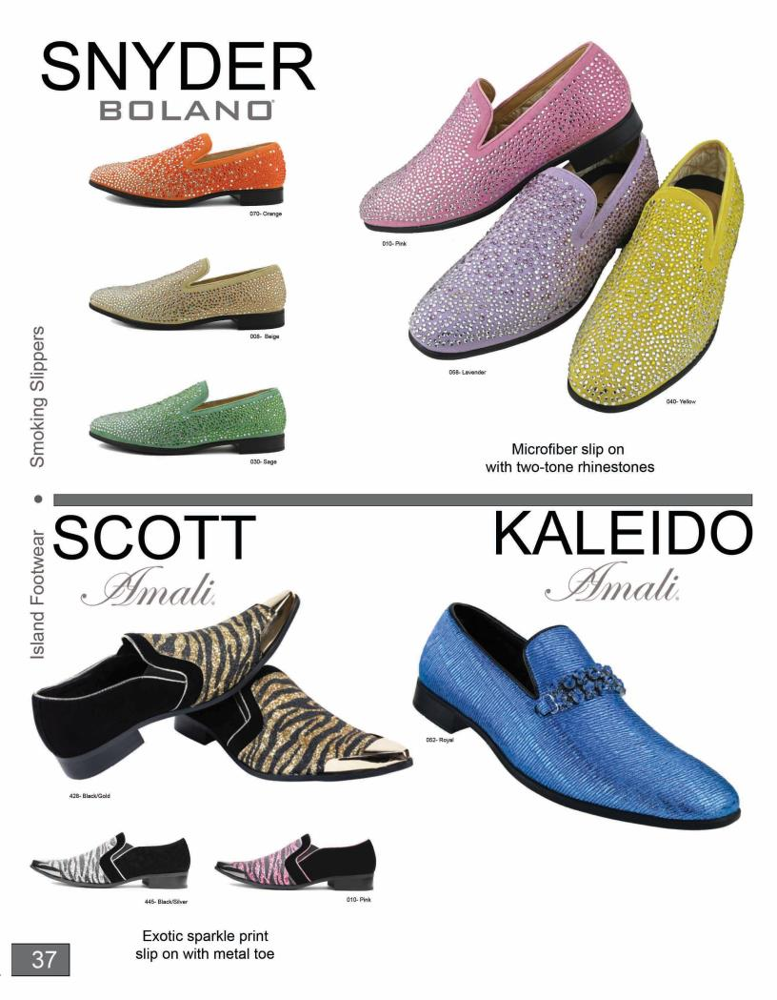 SNYDER
BOLANO
070- Orange
008- Beige
030- Sage
010- Pink
058- Lavender
040- Yellow
Microfiber slip on
with two-tone rhinestones
Smoking Slippers
•
Island Footwear
SCOTT
Amali®
428- Black/Gold
445- Black/Silver
010- Pink
Exotic sparkle print
slip on with metal toe
KALEIDO
Amali®
052- Royal
37